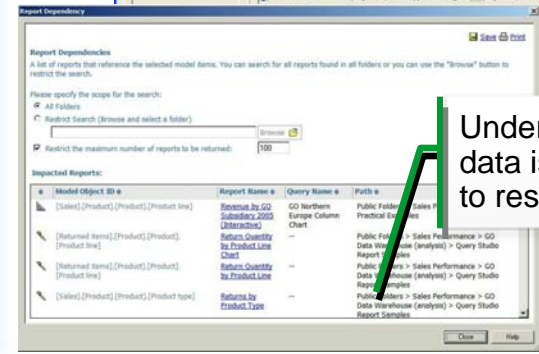 Report Dependency
Save Print
Report Dependencies
A list of reports that reference the selected model items. You can search for all reports found in all folders or you can use the "Browse" button to
restrict the search.
Please specify the scope for the search:
All Folders
Restrict Search (Browse and select a folder)
Browse
Restrict the maximum number of reports to be returned: 100
Impacted Reports:
Model Object ID Report Name Query Name Path
[Sales].[Product].[Product].[Product line] Revenue by GO Subsidiary 2005 (Interactive) GO Northern Europe Column Chart Public Folders > Sales P
Practical Ex les
[Returned items].[Product].[Product].[Product line] Return Quantity by Product Line Chart -- Public Fol > Sales Performance > GO
Data War use (analysis) > Query Studio
Report Samples
[Returned items].[Product].[Product].[Product line] Return Quantity by Product Line -- Public ers > Sales Performance > GO
Data Warehouse (analysis) > Query Studio
Repo amples
[Sales].[Product].[Product].[Product type] Returns by Product Type -- Public Folders > Sales Performance > GO
Data Warehouse (analysis) > Query Studio
Report Samples
Close Help
Under
data is
to res